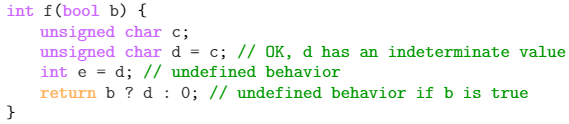 int f(bool b) {
    unsigned char c;
    unsigned char d = c; // OK, d has an indeterminate value
    int e = d; // undefined behavior
    return b ? d : 0; // undefined behavior if b is true
}